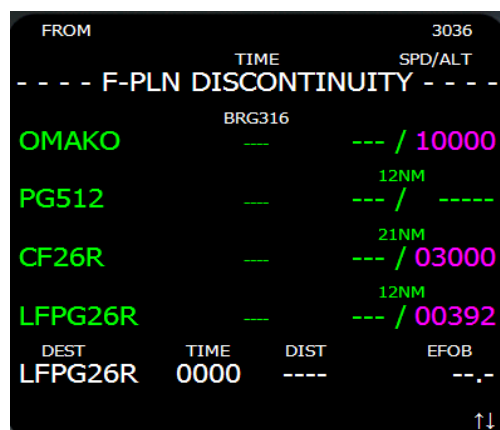 FROM 3036
TIME SPD/ALT
- - - - F-PLN DISCONTINUITY - - - -
BRG316
OMAKO ---- --- / 10000
12NM
PG512 ---- --- / -----
21NM
CF26R ---- --- / 03000
12NM
LFPG26R ---- --- / 00392
DEST TIME DIST EFOB
LFPG26R 0000 ---- --.-
↑↓